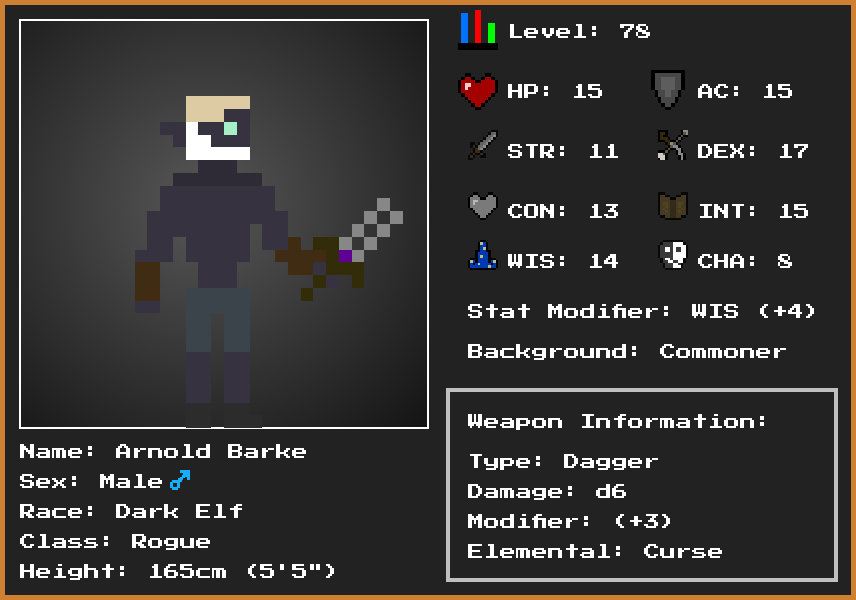 Level: 78
HP: 15 AC: 15
STR: 11 DEX: 17
CON: 13 INT: 15
WIS: 14 CHA: 8
Stat Modifier: WIS (+4)
Background: Commoner
Weapon Information:
Type: Dagger
Damage: d6
Modifier: (+3)
Elemental: Curse
Name: Arnold Barke
Sex: Male ♂
Race: Dark Elf
Class: Rogue
Height: 165cm (5'5")